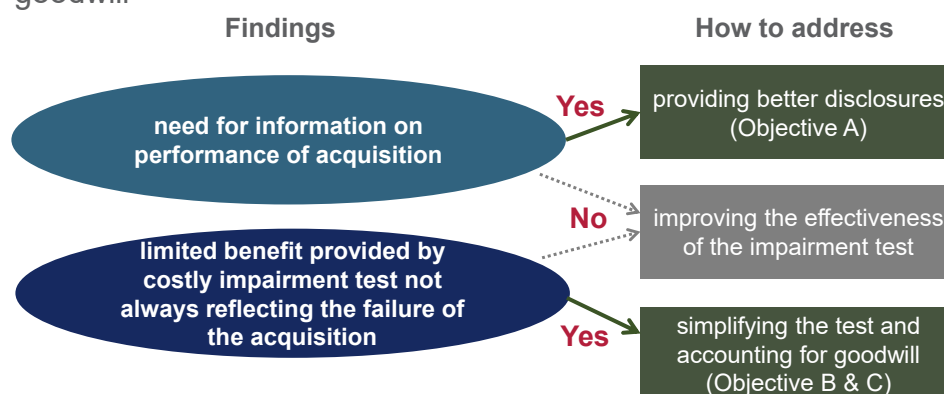 goodwill
Findings
How to address
need for information on
performance of acquisition
Yes
providing better disclosures
(Objective A)
No
improving the effectiveness
of the impairment test
limited benefit provided by
costly impairment test not
always reflecting the failure of
the acquisition
Yes
simplifying the test and
accounting for goodwill
(Objective B & C)